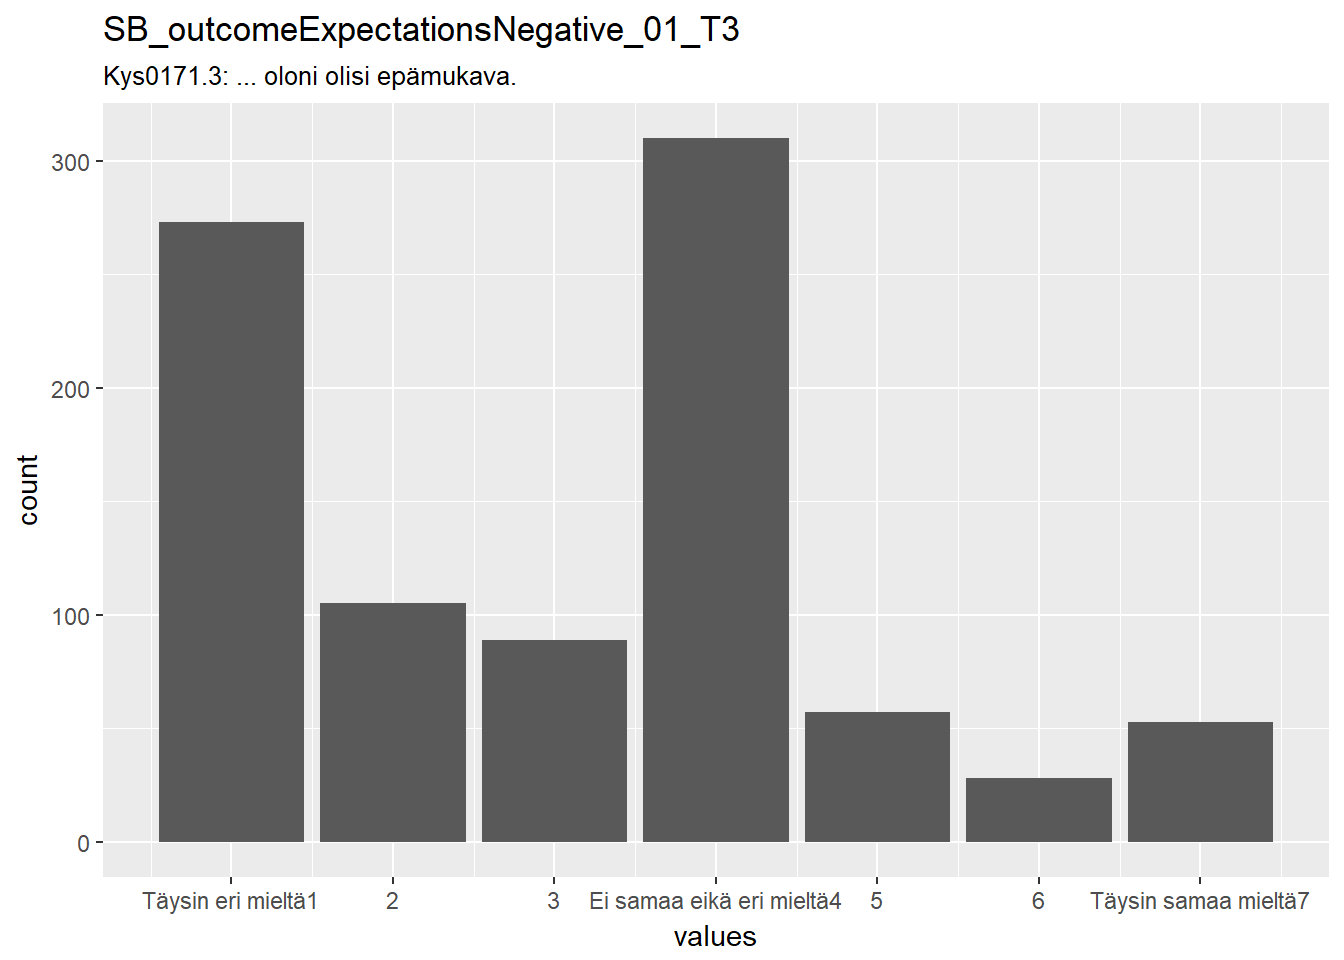 SB_outcomeExpectationsNegative_01_T3
Kys0171.3: ... oloni olisi epämukava.
300
200
100
0
count
Täysin eri mieltä1 2 3 Ei samaa eikä eri mieltä4 5 6 Täysin samaa mieltä7
values